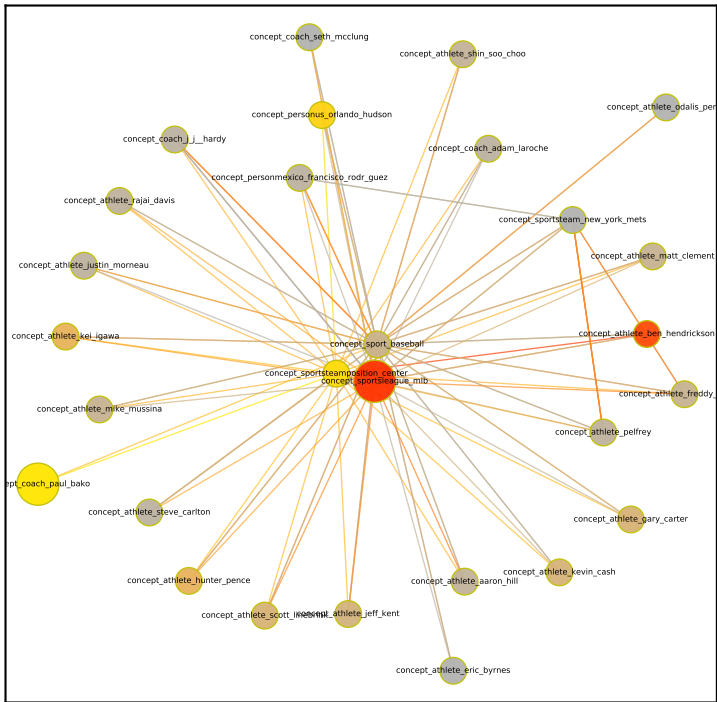 concept_coach_seth_mcclung
concept_athlete_shin_soo_choo
concept_athlete_odalis_per
concept_personus_orlando_hudson
concept_coach_j_j__hardy
concept_coach_adam_laroche
concept_personmexico_francisco_rodr_guez
concept_athlete_rajai_davis
concept_sportsteam_new_york_mets
concept_athlete_matt_clement
concept_athlete_justin_morneau
concept_athlete_kei_igawa
concept_athlete_ben_hendrickson
concept_sport_baseball
concept_sportsteamposition_center
concept_sportsleague_mlb
concept_athlete_freddy_
concept_athlete_mike_mussina
concept_athlete_pelfrey
ept_coach_paul_bako
concept_athlete_steve_carlton
concept_athlete_gary_carter
concept_athlete_kevin_cash
concept_athlete_hunter_pence
concept_athlete_aaron_hill
concept_athlete_scott_linebrink
concept_athlete_jeff_kent
concept_athlete_eric_byrnes